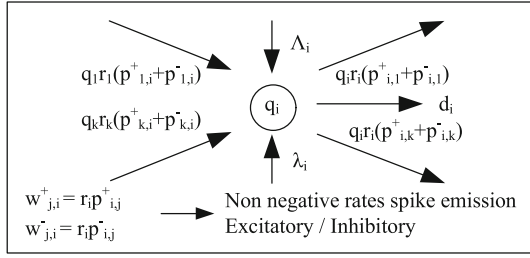 Λi
q1r1(p+1,i+p-1,i)
qiri(p+i,1+p-i,1)
qi
di
qkrk(p+k,i+p-k,i)
qiri(p+i,k+p-i,k)
λi
w+j,i = rip+i,j
w-j,i = rip-i,j
Non negative rates spike emission
Excitatory / Inhibitory